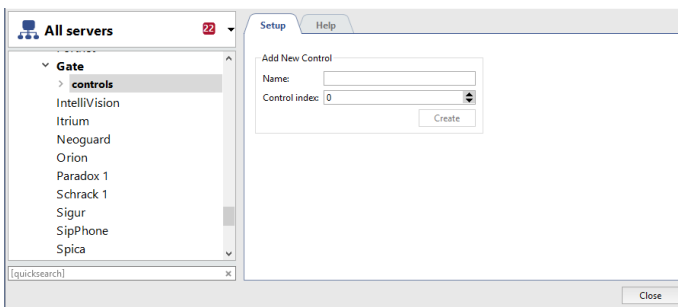 All servers
22
Gate
controls
IntelliVision
Itrium
Neoguard
Orion
Paradox 1
Schrack 1
Sigur
SipPhone
Spica
[quicksearch]
Setup
Help
Add New Control
Name:
Control index: 0
Create
Close